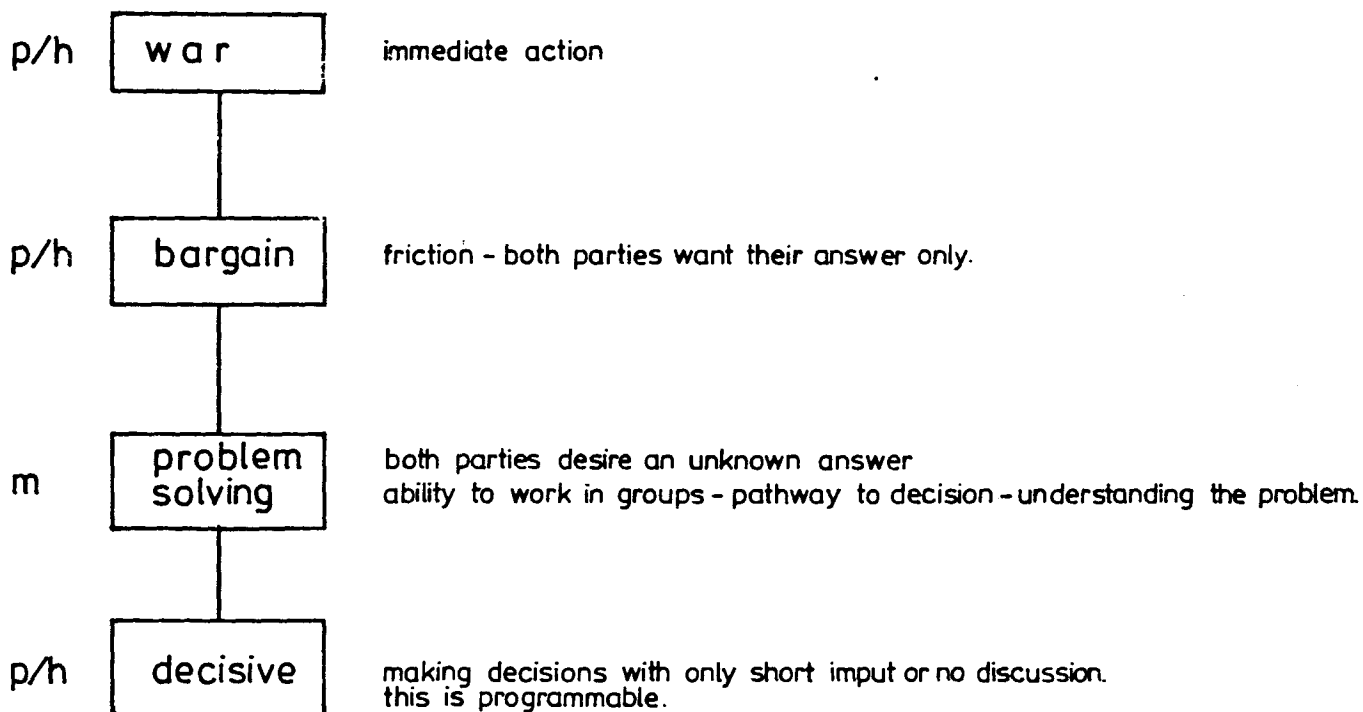 p/h war immediate action
p/h bargain friction - both parties want their answer only.
m problem solving both parties desire an unknown answer
ability to work in groups - pathway to decision - understanding the problem.
p/h decisive making decisions with only short imput or no discussion.
this is programmable.